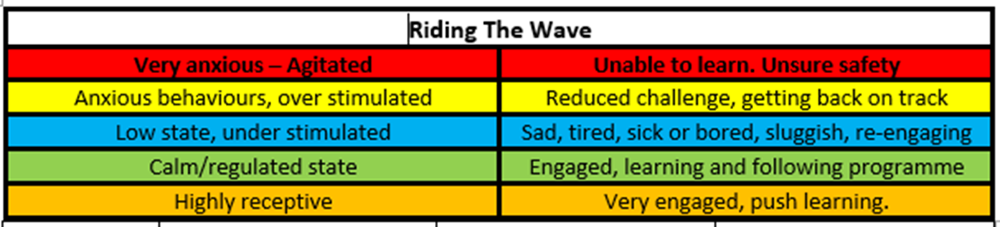 Riding The Wave
Very anxious – Agitated Unable to learn. Unsure safety
Anxious behaviours, over stimulated Reduced challenge, getting back on track
Low state, under stimulated Sad, tired, sick or bored, sluggish, re-engaging
Calm/regulated state Engaged, learning and following programme
Highly receptive Very engaged, push learning.